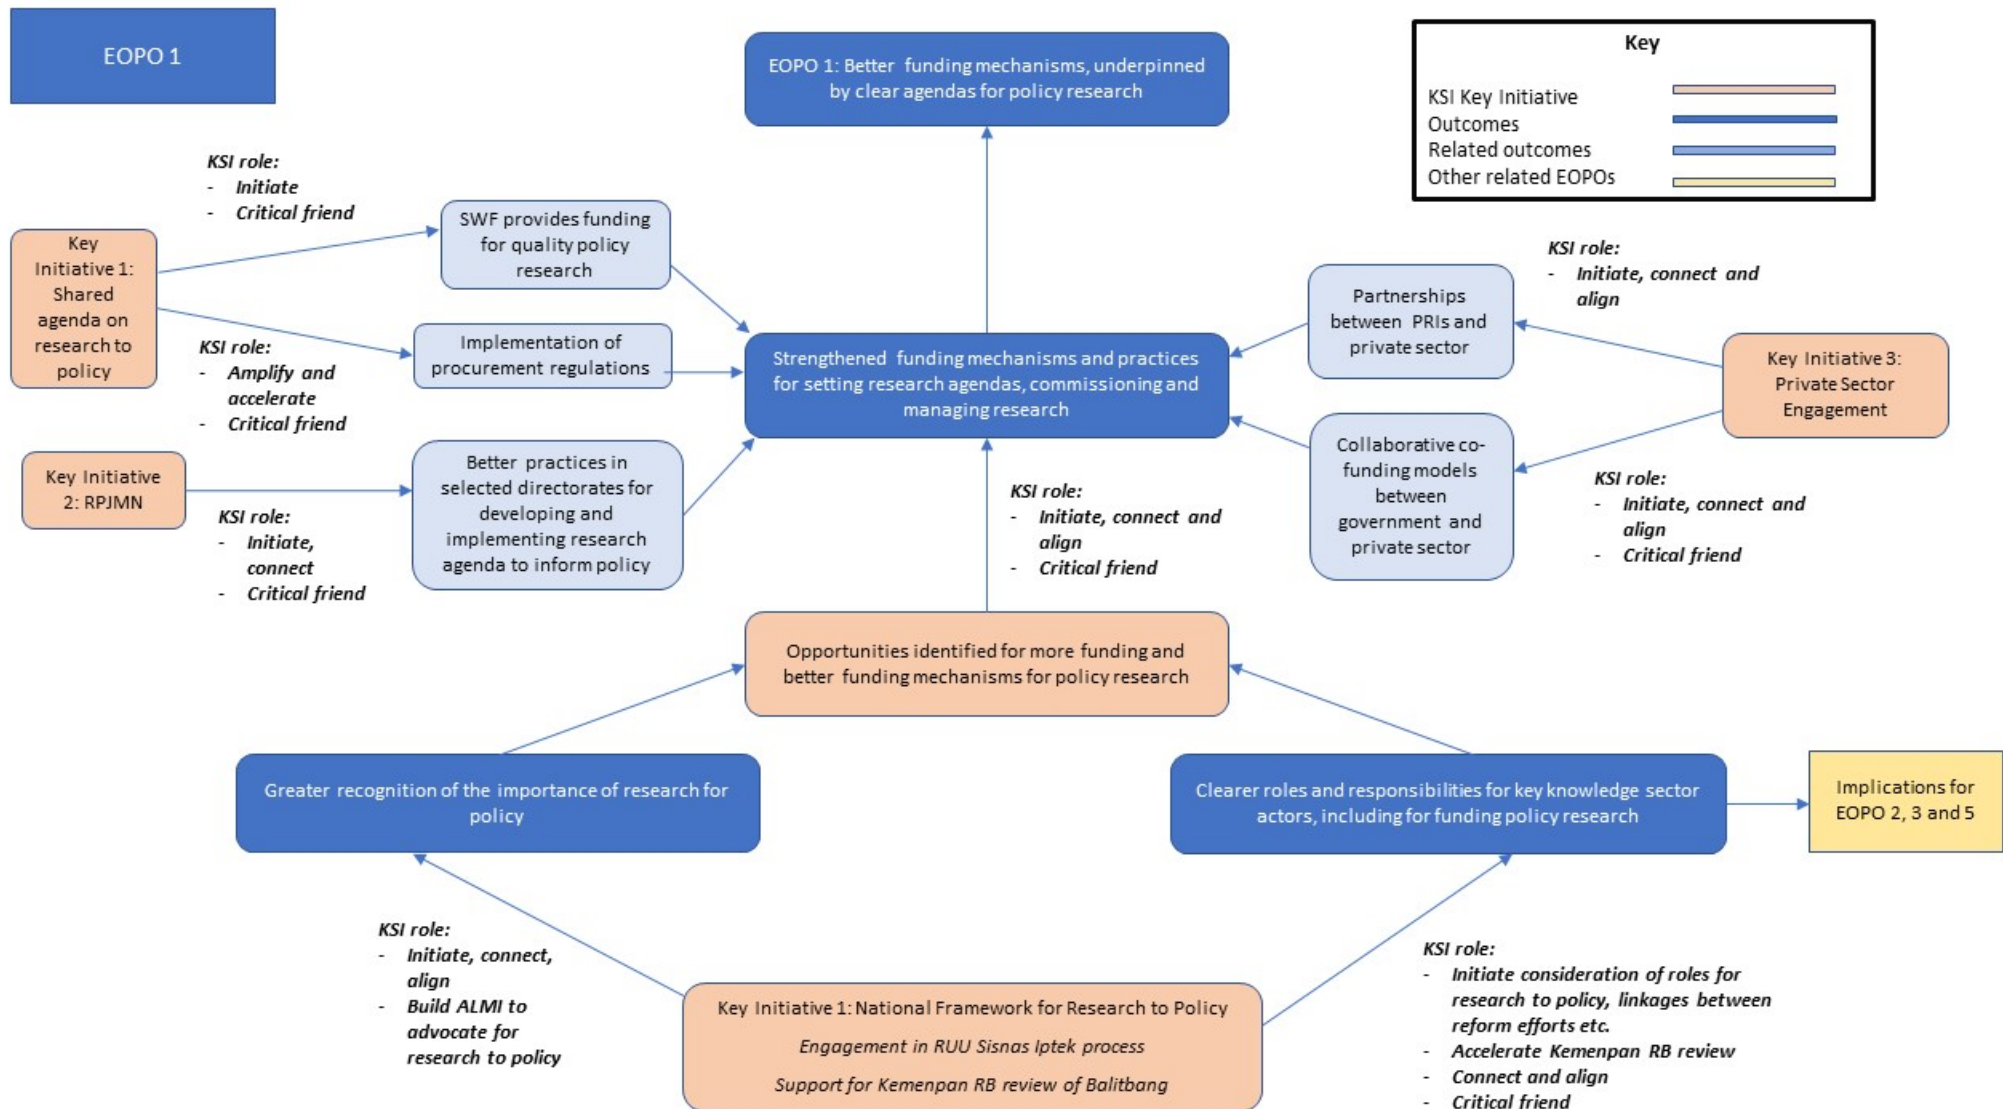 EOPO 1
EOPO 1: Better funding mechanisms, underpinned
by clear agendas for policy research
Key
KSI Key Initiative
Outcomes
Related outcomes
Other related EOPOs
KSI role:
- Initiate
- Critical friend
Key
Initiative 1:
Shared
agenda on
research to
policy
SWF provides funding
for quality policy
research
KSI role:
- Amplify and
accelerate
- Critical friend
Implementation of
procurement regulations
Key Initiative
2: RPJMN
KSI role:
- Initiate,
connect
- Critical friend
Better practices in
selected directorates for
developing and
implementing research
agenda to inform policy
Strengthened funding mechanisms and practices
for setting research agendas, commissioning and
managing research
Partnerships
between PRIs and
private sector
KSI role:
- Initiate, connect and
align
Key Initiative 3:
Private Sector
Engagement
Collaborative co-
funding models
between
government and
private sector
KSI role:
- Initiate, connect and
align
- Critical friend
KSI role:
- Initiate, connect and
align
- Critical friend
Opportunities identified for more funding and
better funding mechanisms for policy research
Greater recognition of the importance of research for
policy
Clearer roles and responsibilities for key knowledge sector
actors, including for funding policy research
Implications for
EOPO 2, 3 and 5
KSI role:
- Initiate, connect,
align
- Build ALMI to
advocate for
research to policy
Key Initiative 1: National Framework for Research to Policy
Engagement in RUU Sisnas Iptek process
Support for Kemenpan RB review of Balitbang
KSI role:
- Initiate consideration of roles for
research to policy, linkages between
reform efforts etc.
- Accelerate Kemenpan RB review
- Connect and align
- Critical friend